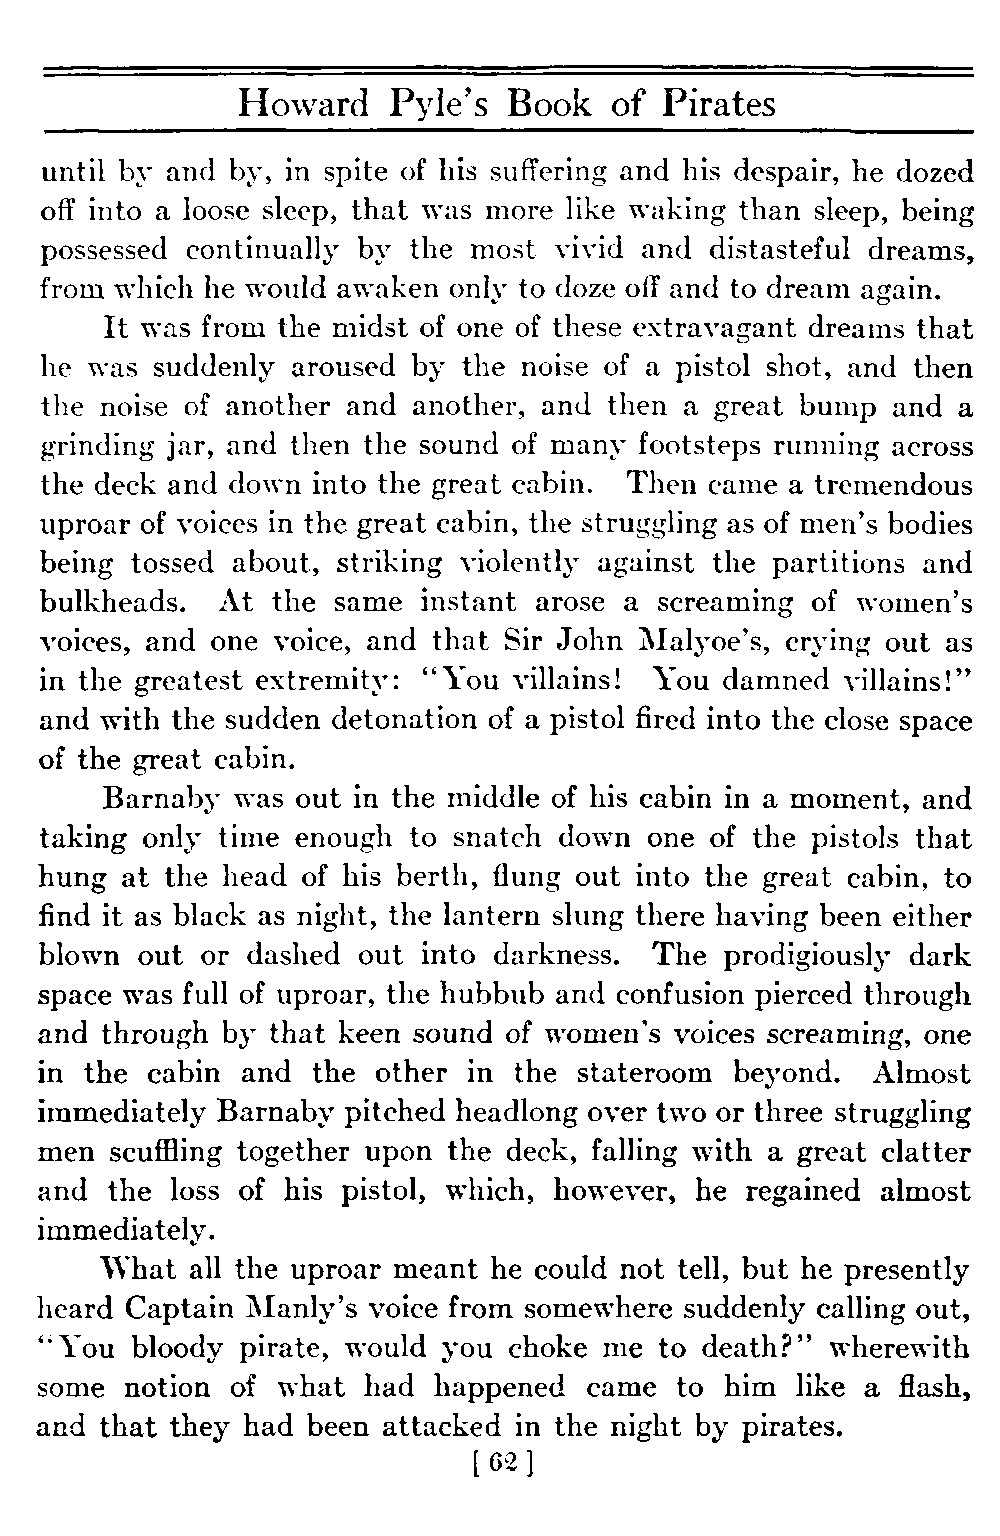 Howard Pyle's Book of Pirates
until by and by, in spite of his suffering and his despair, he dozed
off into a loose sleep, that was more like waking than sleep, being
possessed continually by the most vivid and distasteful dreams,
from which he would awaken only to doze off and to dream again.
It was from the midst of one of these extravagant dreams that
he was suddenly aroused by the noise of a pistol shot, and then
the noise of another and another, and then a great bump and a
grinding jar, and then the sound of many footsteps running across
the deck and down into the great cabin. Then came a tremendous
uproar of voices in the great cabin, the struggling as of men's bodies
being tossed about, striking violently against the partitions and
bulkheads. At the same instant arose a screaming of women's
voices, and one voice, and that Sir John Malyoe's, crying out as
in the greatest extremity: "You villains! You damned villains!"
and with the sudden detonation of a pistol fired into the close space
of the great cabin.
Barnaby was out in the middle of his cabin in a moment, and
taking only time enough to snatch down one of the pistols that
hung at the head of his berth, flung out into the great cabin, to
find it as black as night, the lantern slung there having been either
blown out or dashed out into darkness. The prodigiously dark
space was full of uproar, the hubbub and confusion pierced through
and through by that keen sound of women's voices screaming, one
in the cabin and the other in the stateroom beyond. Almost
immediately Barnaby pitched headlong over two or three struggling
men scuffling together upon the deck, falling with a great clatter
and the loss of his pistol, which, however, he regained almost
immediately.
What all the uproar meant he could not tell, but he presently
heard Captain Manly's voice from somewhere suddenly calling out,
"You bloody pirate, would you choke me to death?" wherewith
some notion of what had happened came to him like a flash,
and that they had been attacked in the night by pirates.
[ 62 ]